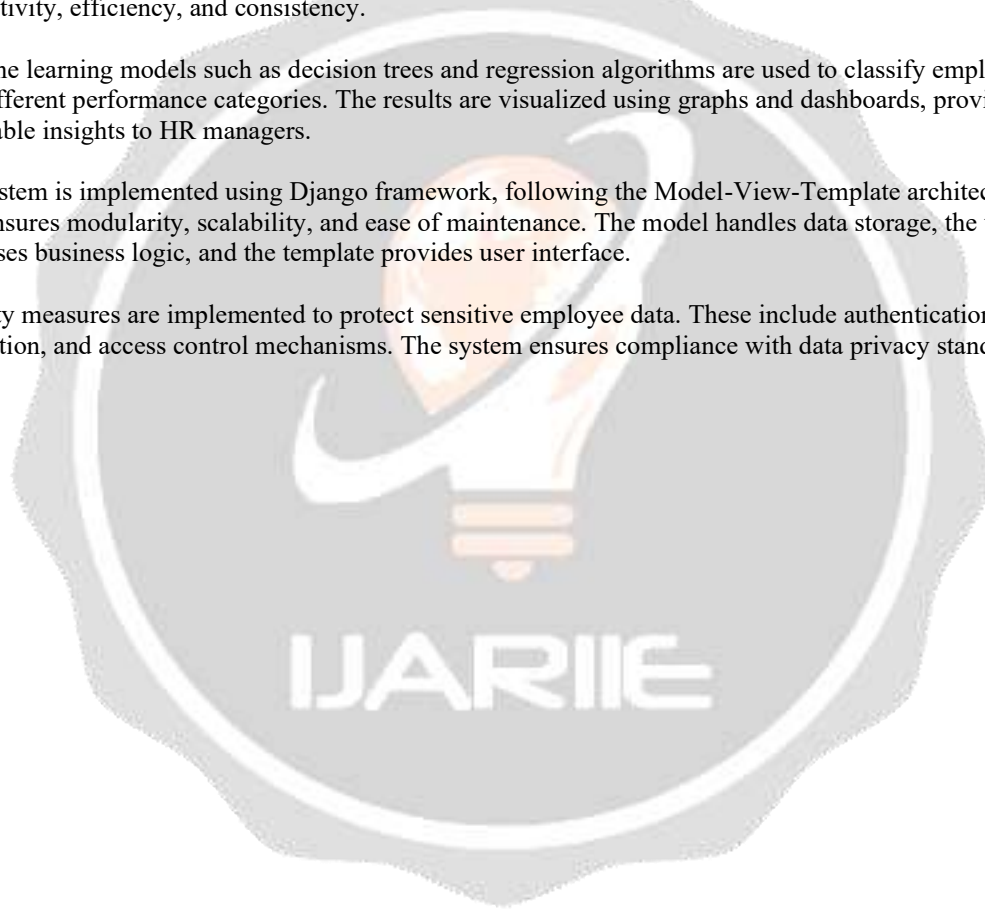 tivity, efficiency, and consistency.
ne learning models such as decision trees and regression algorithms are used to classify empl
fferent performance categories. The results are visualized using graphs and dashboards, provi
able insights to HR managers.
stem is implemented using Django framework, following the Model-View-Template architec
nsures modularity, scalability, and ease of maintenance. The model handles data storage, the
ses business logic, and the template provides user interface.
ty measures are implemented to protect sensitive employee data. These include authentication
tion, and access control mechanisms. The system ensures compliance with data privacy stand
IJARIIE